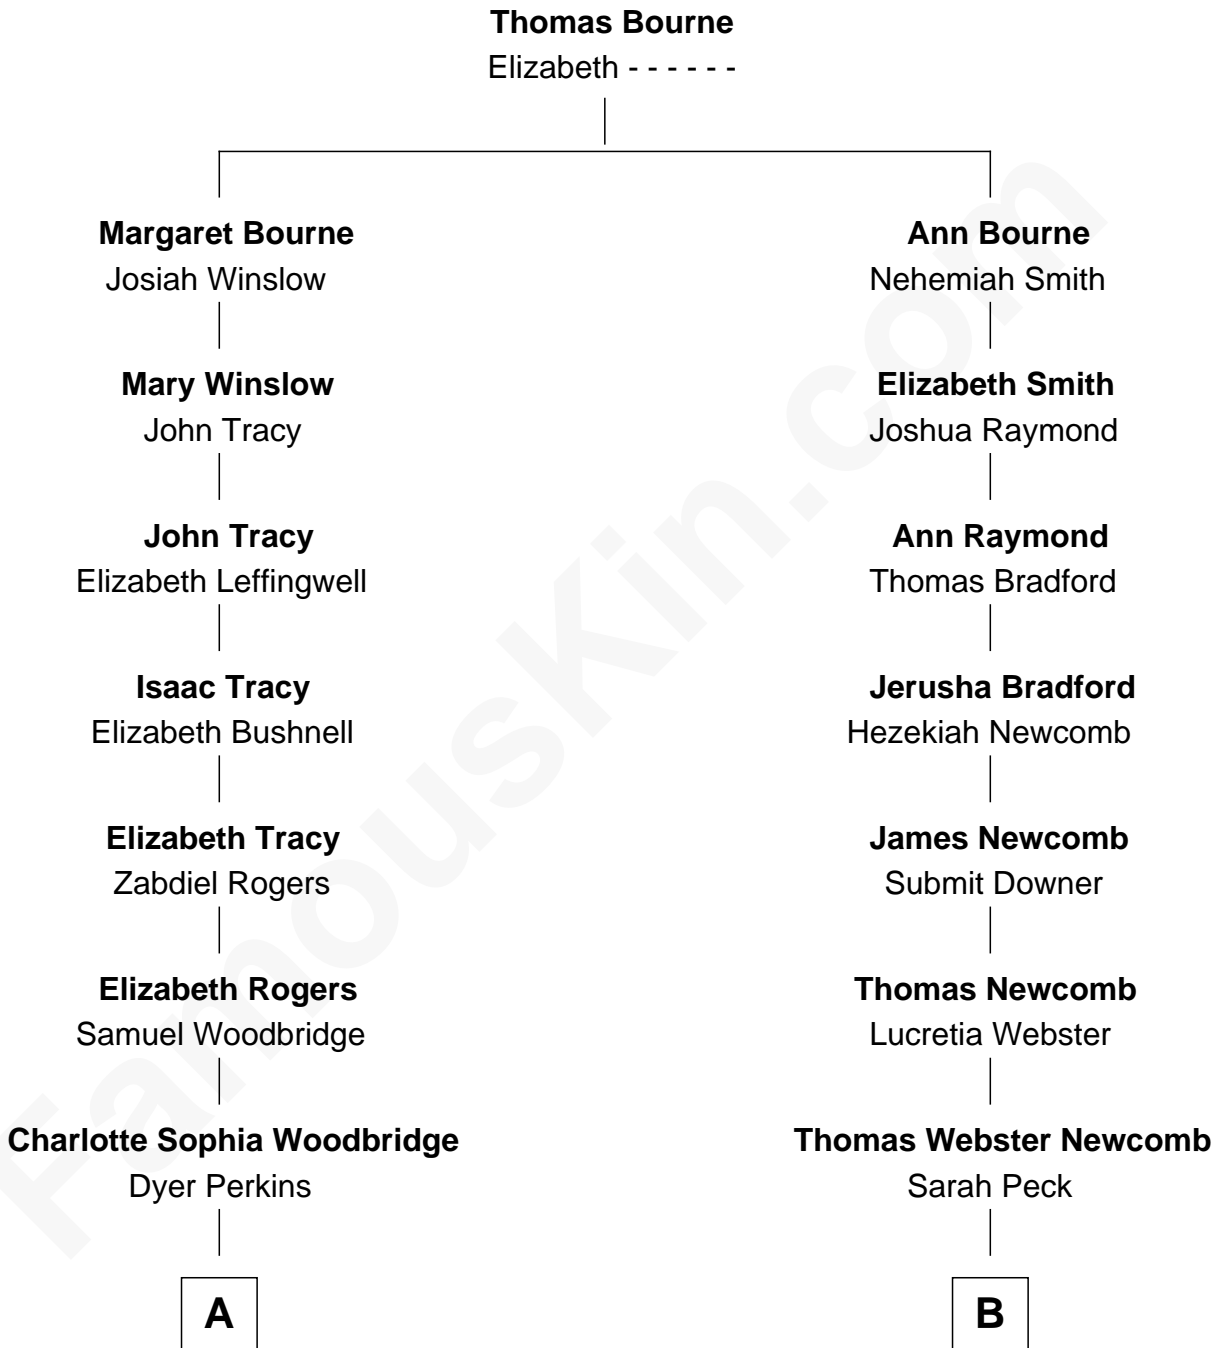 Thomas Bourne
Elizabeth - - - - - -
Margaret Bourne
Josiah Winslow
Ann Bourne
Nehemiah Smith
Mary Winslow
John Tracy
Elizabeth Smith
Joshua Raymond
John Tracy
Elizabeth Leffingwell
Ann Raymond
Thomas Bradford
Isaac Tracy
Elizabeth Bushnell
Jerusha Bradford
Hezekiah Newcomb
Elizabeth Tracy
Zabdiel Rogers
James Newcomb
Submit Downer
Elizabeth Rogers
Samuel Woodbridge
Thomas Newcomb
Lucretia Webster
Charlotte Sophia Woodbridge
Dyer Perkins
Thomas Webster Newcomb
Sarah Peck
A
B
FamousKin.com